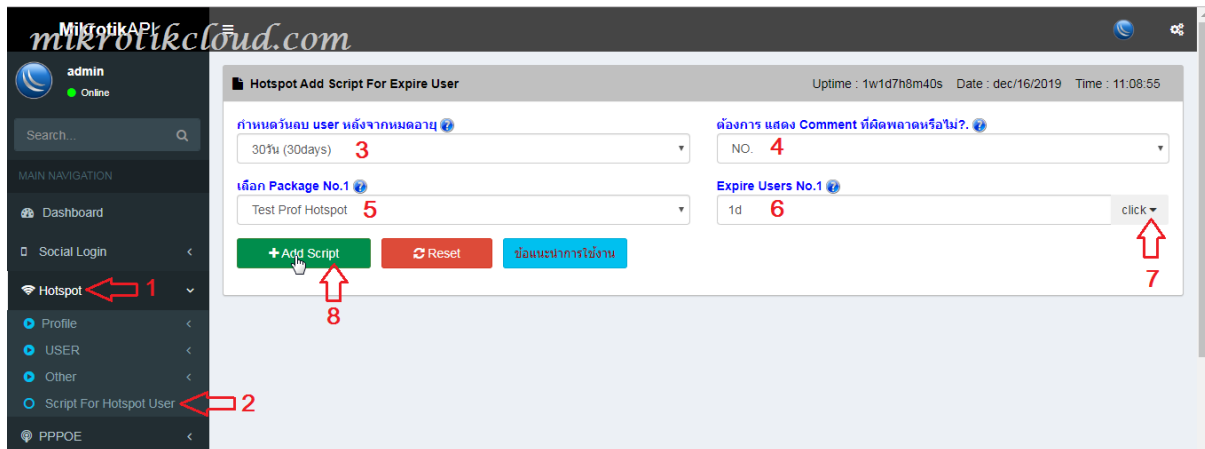 MikrotikAPI
mikrotikcloud.com
admin
Online
Search...
MAIN NAVIGATION
Dashboard
Social Login
Hotspot 1
Profile
USER
Other
Script For Hotspot User 2
PPPOE
Hotspot Add Script For Expire User Uptime : 1w1d7h8m40s Date : dec/16/2019 Time : 11:08:55
กำหนดวันลบ user หลังจากหมดอายุ ต้องการ แสดง Comment ที่ผิดพลาดหรือไม่?.
30วัน (30days) 3 NO. 4
เลือก Package No.1 Expire Users No.1
Test Prof Hotspot 5 1d 6 click
Add Script Reset ข้อแนะนำการใช้งาน
8 7